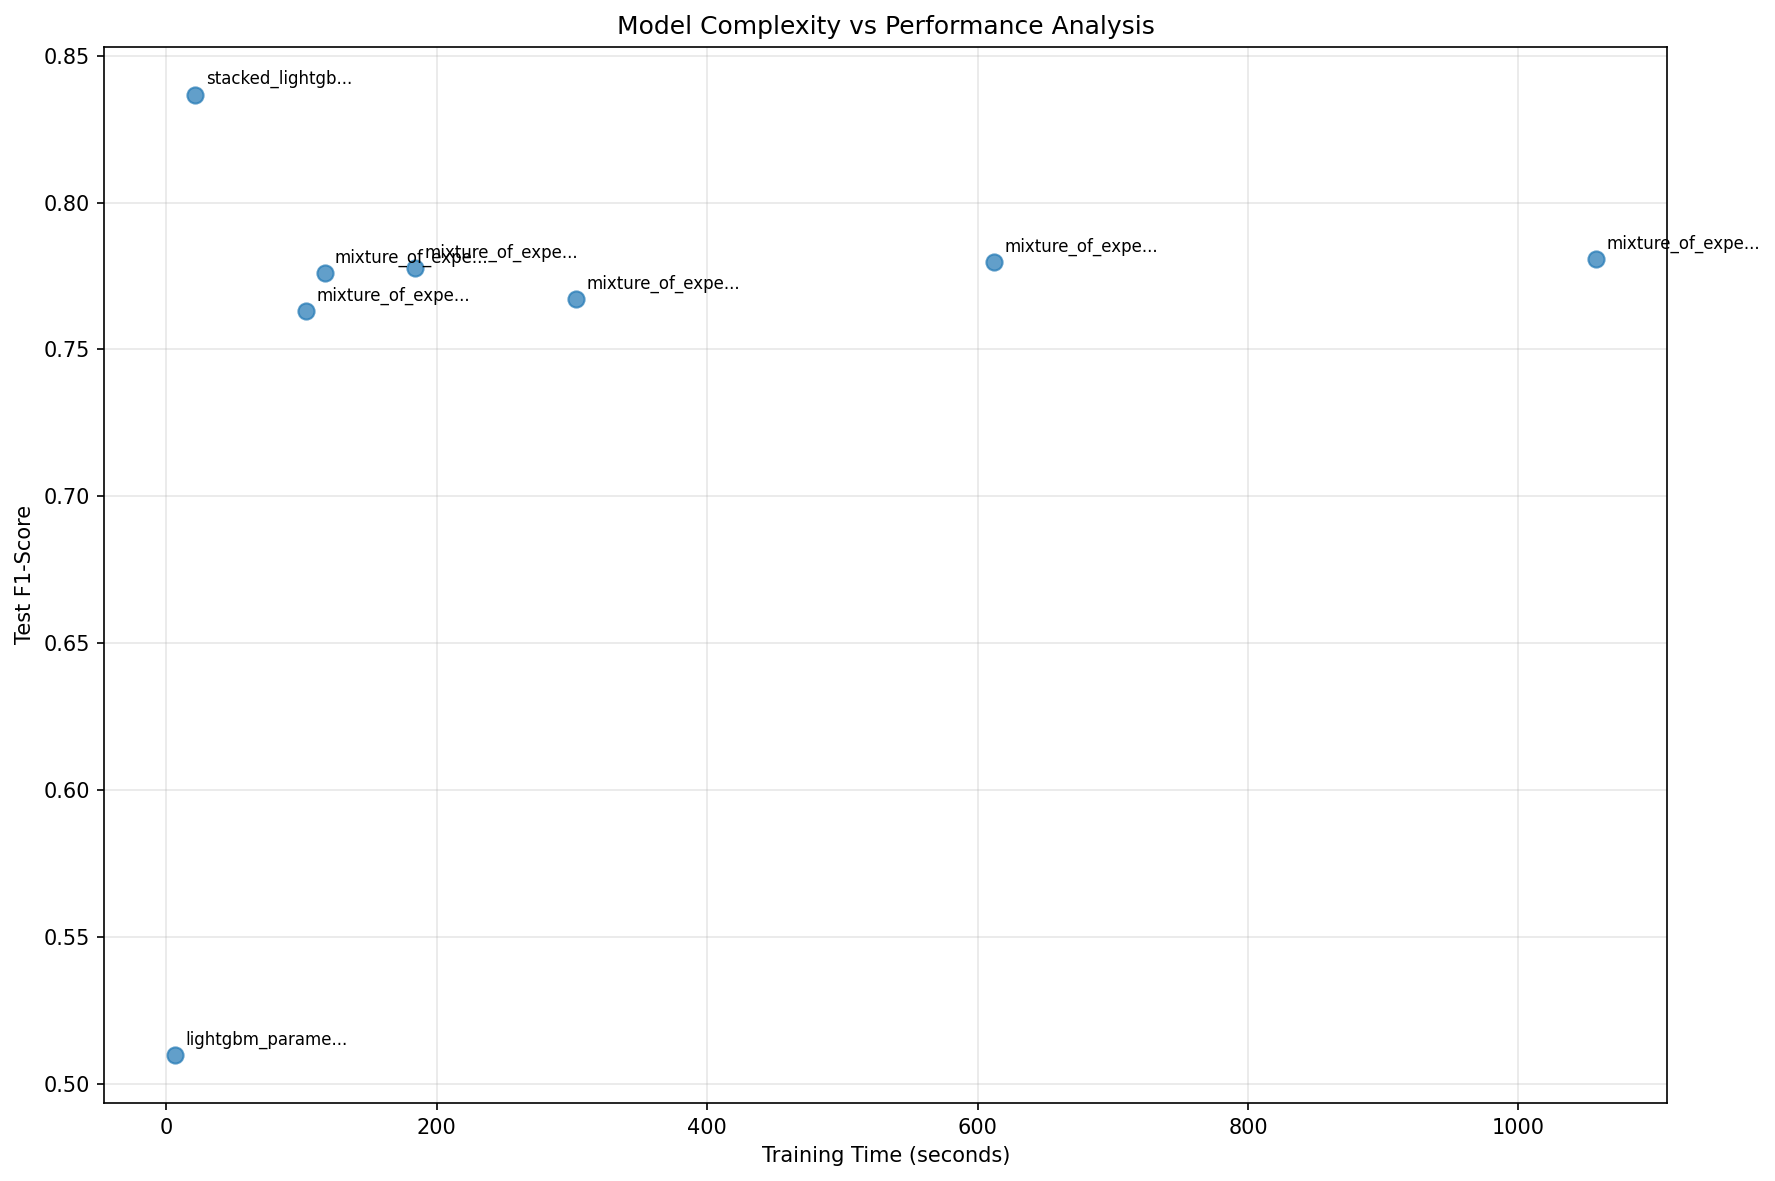 Model Complexity vs Performance Analysis
0.85
stacked_lightgb...
0.80
mixture_of_expe...
mixture_of_expe...
mixture_of_expe...
mixture_of_expe...
mixture_of_expe...
mixture_of_expe...
0.75
0.70
0.65
0.60
0.55
lightgbm_parame...
0.50
Test F1-Score
0 200 400 600 800 1000
Training Time (seconds)